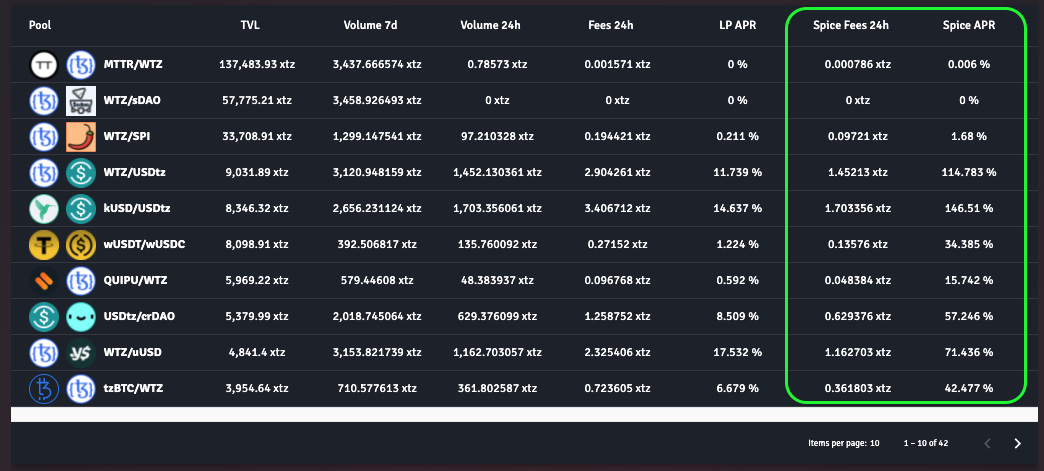 Pool TVL Volume 7d Volume 24h Fees 24h LP APR Spice Fees 24h Spice APR
MTTR/WTZ 137,483.93 xtz 3,437.666574 xtz 0.78573 xtz 0.001571 xtz 0 % 0.000786 xtz 0.006 %
WTZ/sDAO 57,775.21 xtz 3,458.926493 xtz 0 xtz 0 xtz 0 % 0 xtz 0 %
WTZ/SPI 33,708.91 xtz 1,299.147541 xtz 97.210328 xtz 0.194421 xtz 0.211 % 0.09721 xtz 1.68 %
WTZ/USDtz 9,031.89 xtz 3,120.948159 xtz 1,452.130361 xtz 2.904261 xtz 11.739 % 1.45213 xtz 114.783 %
kUSD/USDtz 8,346.32 xtz 2,656.231124 xtz 1,703.356061 xtz 3.406712 xtz 14.637 % 1.703356 xtz 146.51 %
wUSDT/wUSDC 8,098.91 xtz 392.506817 xtz 135.760092 xtz 0.27152 xtz 1.224 % 0.13576 xtz 34.385 %
QUIPU/WTZ 5,969.22 xtz 579.44608 xtz 48.383937 xtz 0.096768 xtz 0.592 % 0.048384 xtz 15.742 %
USDtz/crDAO 5,379.99 xtz 2,018.745064 xtz 629.376099 xtz 1.258752 xtz 8.509 % 0.629376 xtz 57.246 %
WTZ/uUSD 4,841.4 xtz 3,153.821739 xtz 1,162.703057 xtz 2.325406 xtz 17.532 % 1.162703 xtz 71.436 %
tzBTC/WTZ 3,954.64 xtz 710.577613 xtz 361.802587 xtz 0.723605 xtz 6.679 % 0.361803 xtz 42.477 %
Items per page: 10 1 – 10 of 42